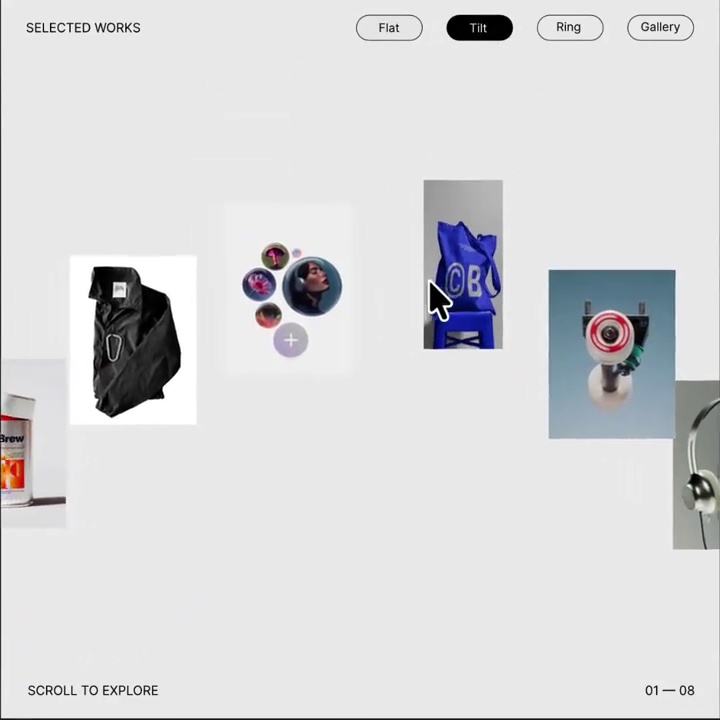 SELECTED WORKS
Flat
Tilt
Ring
Gallery
©B
Brew
SCROLL TO EXPLORE
01 — 08